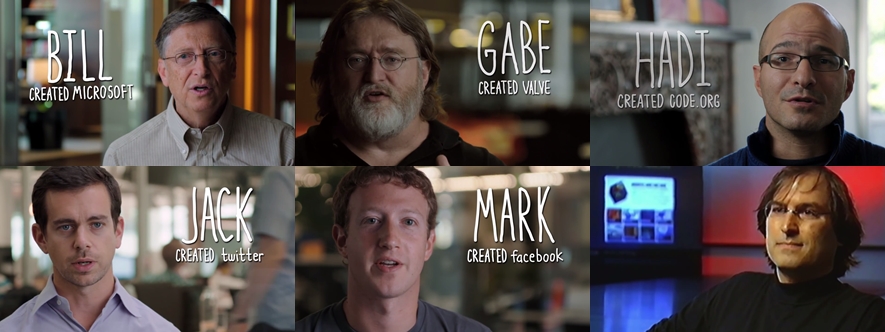 BILL
CREATED MICROSOFT
GABE
CREATED VALVE
HADI
CREATED CODE.ORG
JACK
CREATED twitter
MARK
CREATED facebook